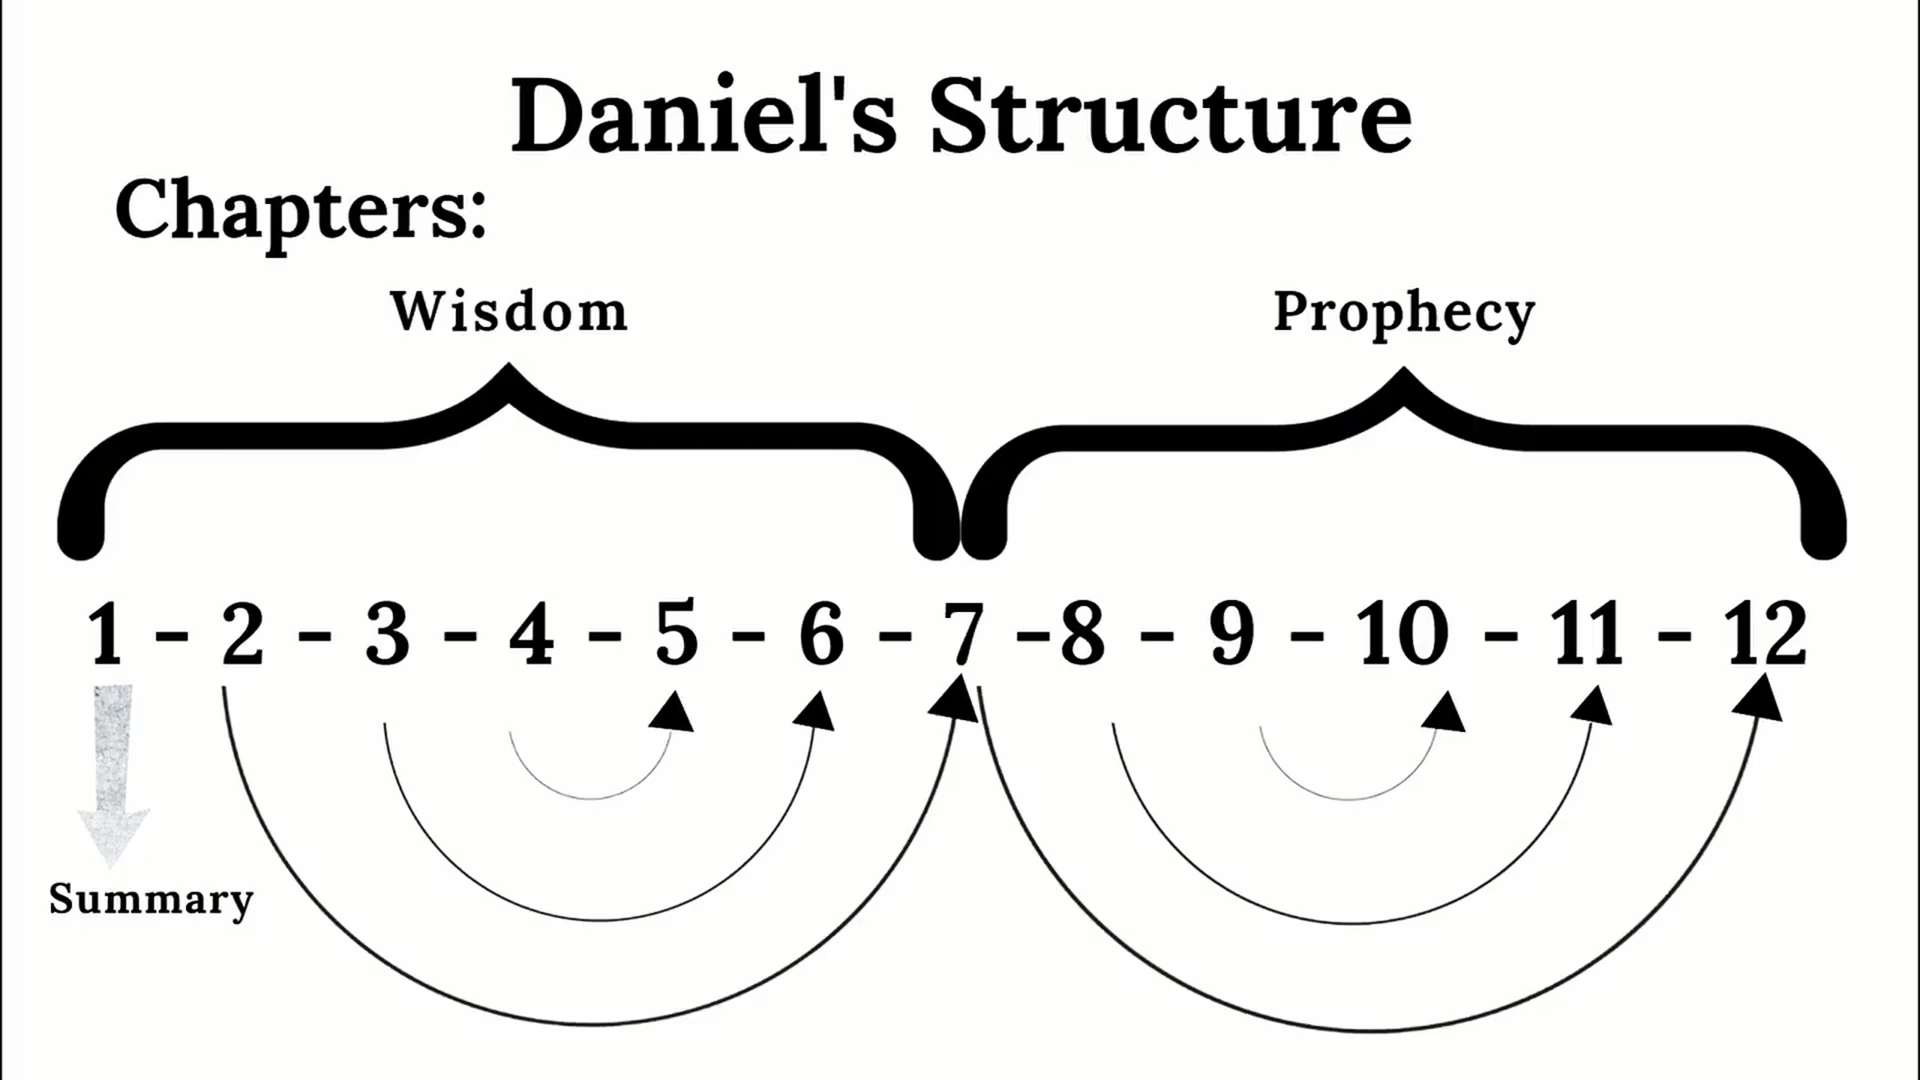 Daniel's Structure
Chapters:
Wisdom
Prophecy
1 - 2 - 3 - 4 - 5 - 6 - 7 -8 - 9 - 10 - 11 - 12
Summary